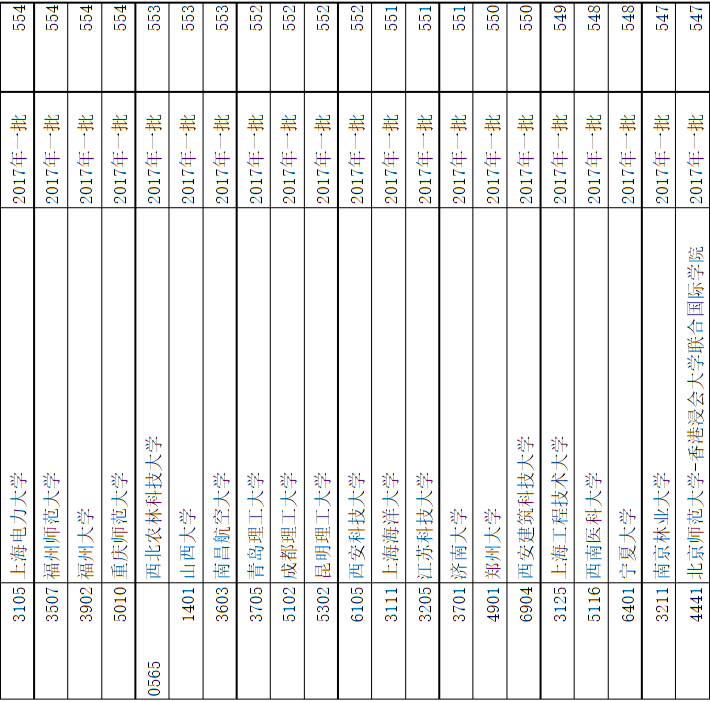 3105 上海电力大学 2017年一批 554
3507 福州师范大学 2017年一批 554
3902 福州大学 2017年一批 554
5010 重庆师范大学 2017年一批 554
0565 西北农林科技大学 2017年一批 553
1401 山西大学 2017年一批 553
3603 南昌航空大学 2017年一批 553
3705 青岛理工大学 2017年一批 552
5102 成都理工大学 2017年一批 552
5302 昆明理工大学 2017年一批 552
6105 西安科技大学 2017年一批 552
3111 上海海洋大学 2017年一批 551
3205 江苏科技大学 2017年一批 551
3701 济南大学 2017年一批 551
4901 郑州大学 2017年一批 550
6904 西安建筑科技大学 2017年一批 550
3125 上海工程技术大学 2017年一批 549
5116 西南医科大学 2017年一批 548
6401 宁夏大学 2017年一批 548
3211 南京林业大学 2017年一批 547
4441 北京师范大学-香港浸会大学联合国际学院 2017年一批 547